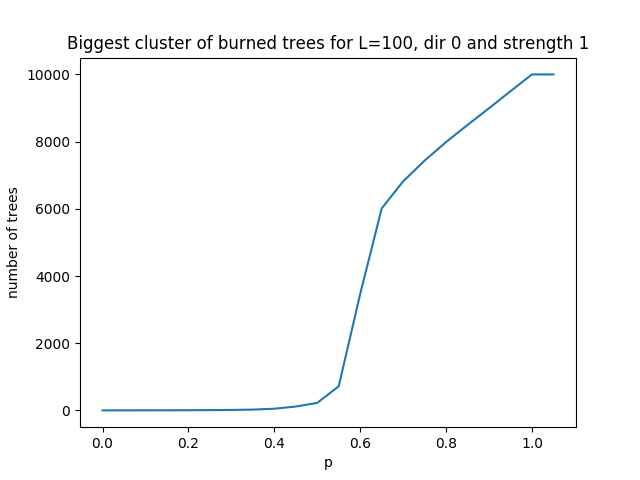 Biggest cluster of burned trees for L=100, dir 0 and strength 1
10000
8000
6000
4000
2000
0
number of trees
0.0 0.2 0.4 0.6 0.8 1.0
p